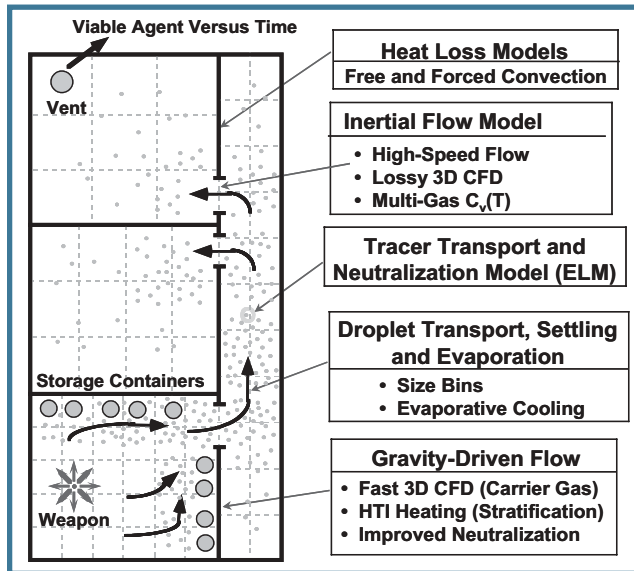 Viable Agent Versus Time
Vent
Storage Containers
Weapon
Heat Loss Models
Free and Forced Convection
Inertial Flow Model
• High-Speed Flow
• Lossy 3D CFD
• Multi-Gas Cv(T)
Tracer Transport and
Neutralization Model (ELM)
Droplet Transport, Settling
and Evaporation
• Size Bins
• Evaporative Cooling
Gravity-Driven Flow
• Fast 3D CFD (Carrier Gas)
• HTI Heating (Stratification)
• Improved Neutralization